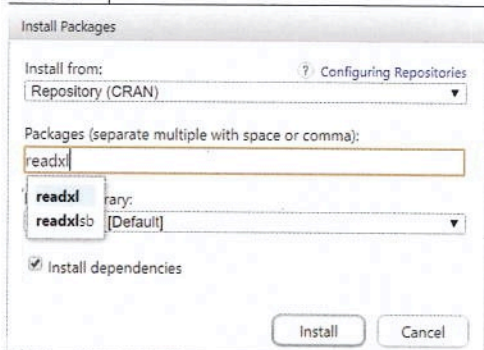 Install Packages
Install from:
? Configuring Repositories
Repository (CRAN)
Packages (separate multiple with space or comma):
readxl
readxl
rary:
readxlsb
[Default]
Install dependencies
Install
Cancel